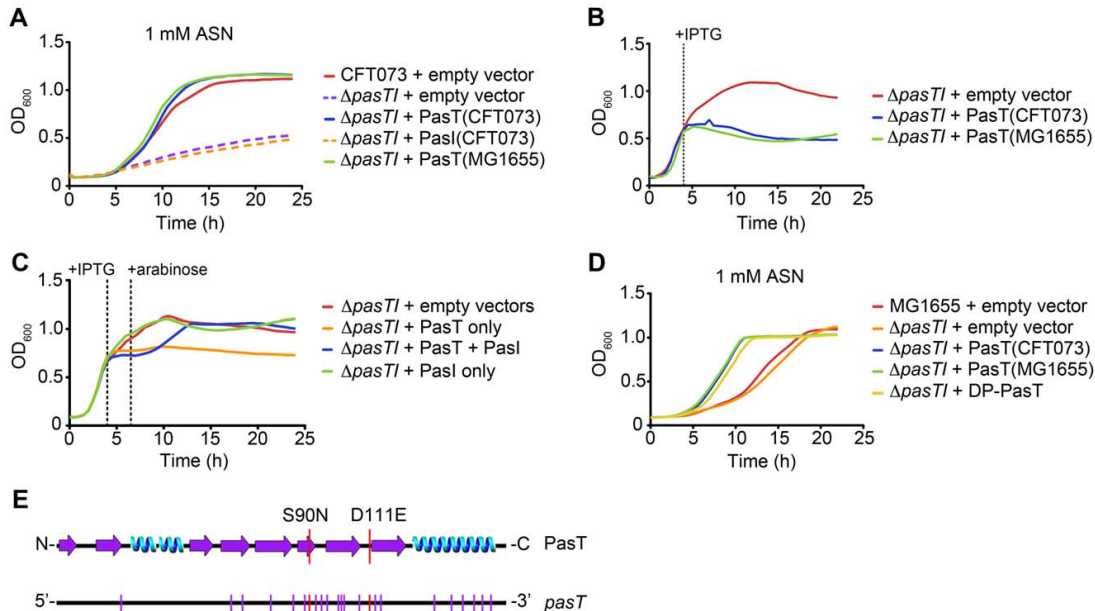 A
1 mM ASN
1.5
1.0
0.5
0
OD600
0 5 10 15 20 25
Time (h)
CFT073 + empty vector
ΔpasTI + empty vector
ΔpasTI + PasT(CFT073)
ΔpasTI + PasI(CFT073)
ΔpasTI + PasT(MG1655)
B
+IPTG
1.5
1.0
0.5
0
OD600
0 5 10 15 20 25
Time (h)
ΔpasTI + empty vector
ΔpasTI + PasT(CFT073)
ΔpasTI + PasT(MG1655)
C
+IPTG +arabinose
1.5
1.0
0.5
0
OD600
0 5 10 15 20 25
Time (h)
ΔpasTI + empty vectors
ΔpasTI + PasT only
ΔpasTI + PasT + PasI
ΔpasTI + PasI only
D
1 mM ASN
1.5
1.0
0.5
0
OD600
0 5 10 15 20 25
Time (h)
MG1655 + empty vector
ΔpasTI + empty vector
ΔpasTI + PasT(CFT073)
ΔpasTI + PasT(MG1655)
ΔpasTI + DP-PasT
E
S90N D111E
N- -C PasT
5'- -3' pasT